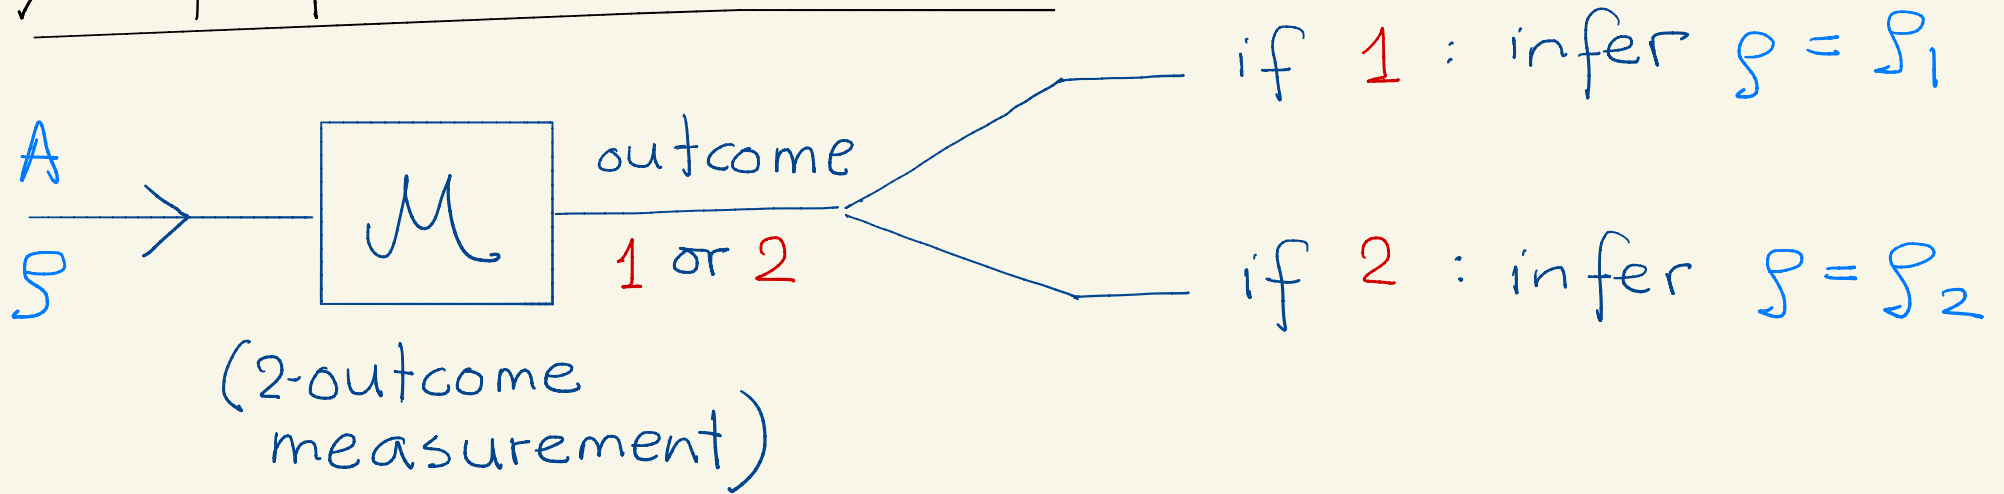 if 1 : infer ρ = ρ₁
A
outcome
M
ρ
1 or 2
if 2 : infer ρ = ρ₂
(2-outcome
measurement)